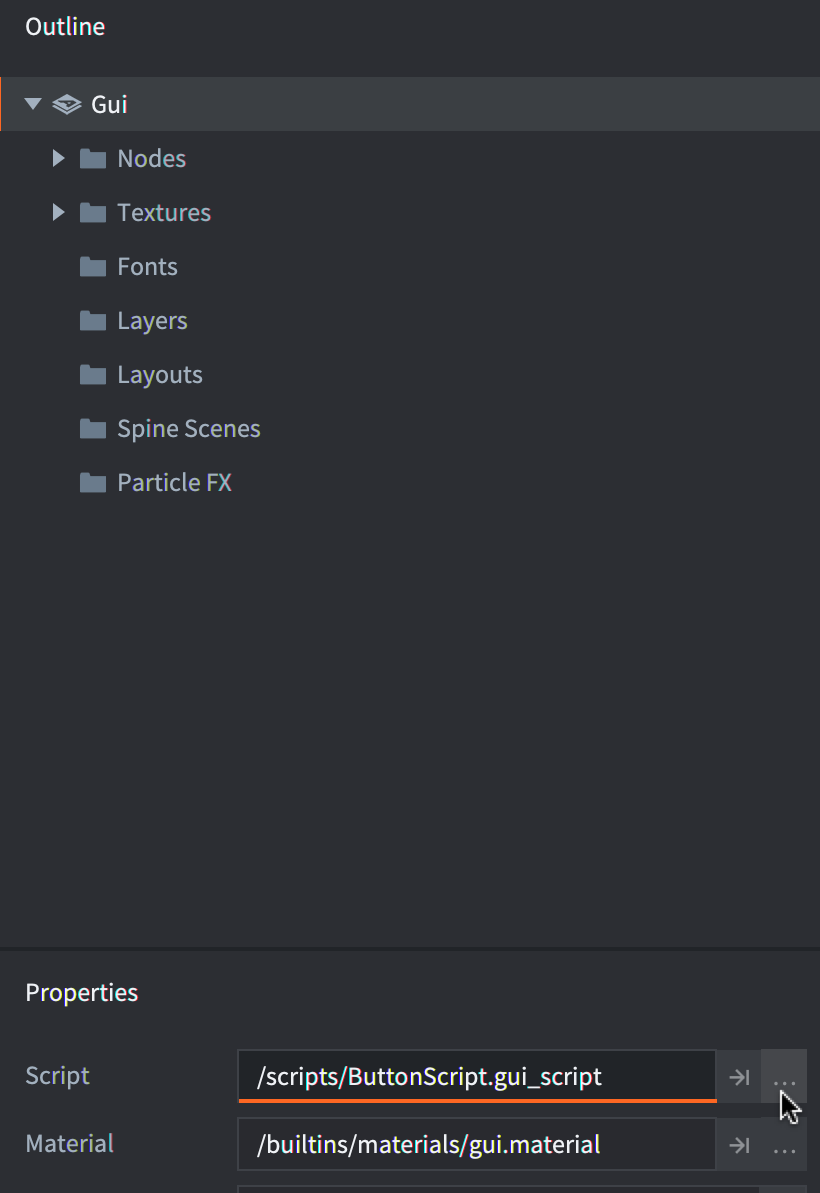 Outline
Gui
Nodes
Textures
Fonts
Layers
Layouts
Spine Scenes
Particle FX
Properties
Script /scripts/ButtonScript.gui_script ...
Material /builtins/materials/gui.material ...